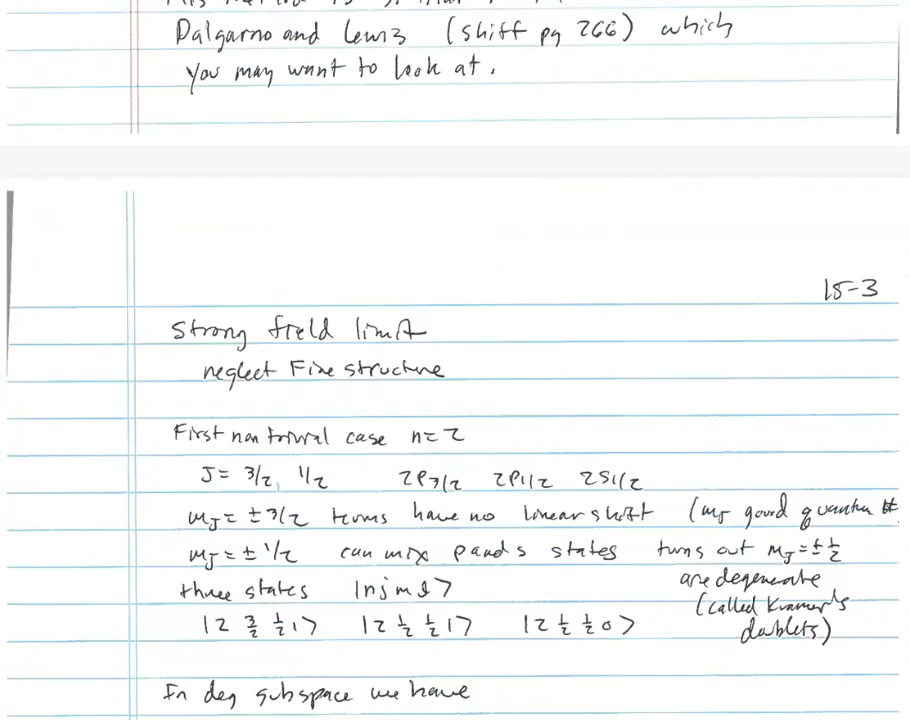 Dalgarno and Lewis (shiff pg 266) which
you may want to look at.
15-3
Strong field limit
neglect Fine structure
First non trivial case n=2
J= 3/2, 1/2 2P3/2 2P1/2 2S1/2
mJ= ±3/2 terms have no linear shift (mJ good quantum #
mJ= ±1/2 can mix p and s states turns out mJ=±1/2
three states |njml> are degenerate
(called Kramer's
|2 3/2 1/2 1> |2 1/2 1/2 1> |2 1/2 1/2 0> doublets)
In deg subspace we have